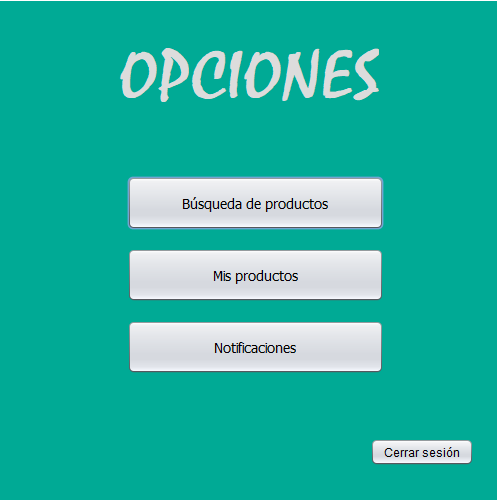 OPCIONES
Búsqueda de productos
Mis productos
Notificaciones
Cerrar sesión